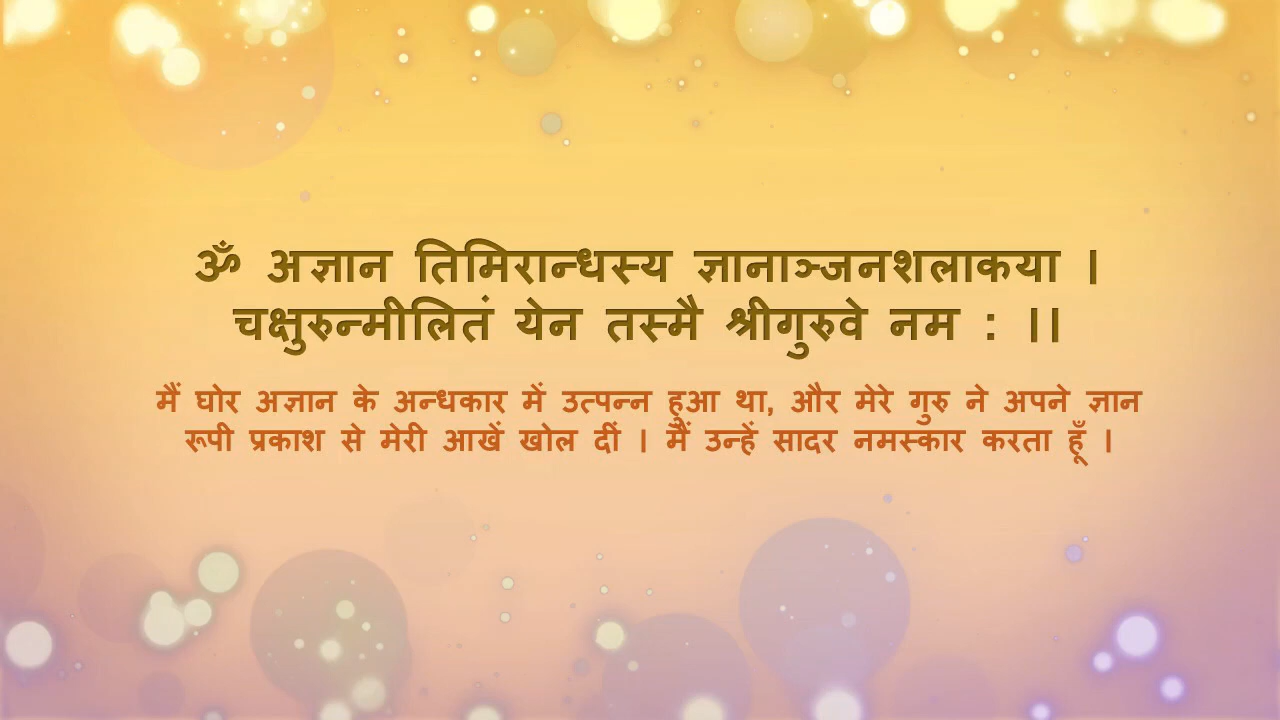 ॐ अज्ञान तिमिरान्धस्य ज्ञानाञ्जनशलाकया ।
चक्षुरुन्मीलितं येन तस्मै श्रीगुरुवे नम : ।।
मैं घोर अज्ञान के अन्धकार में उत्पन्न हुआ था, और मेरे गुरु ने अपने ज्ञान
रूपी प्रकाश से मेरी आखें खोल दीं । मैं उन्हें सादर नमस्कार करता हूँ ।